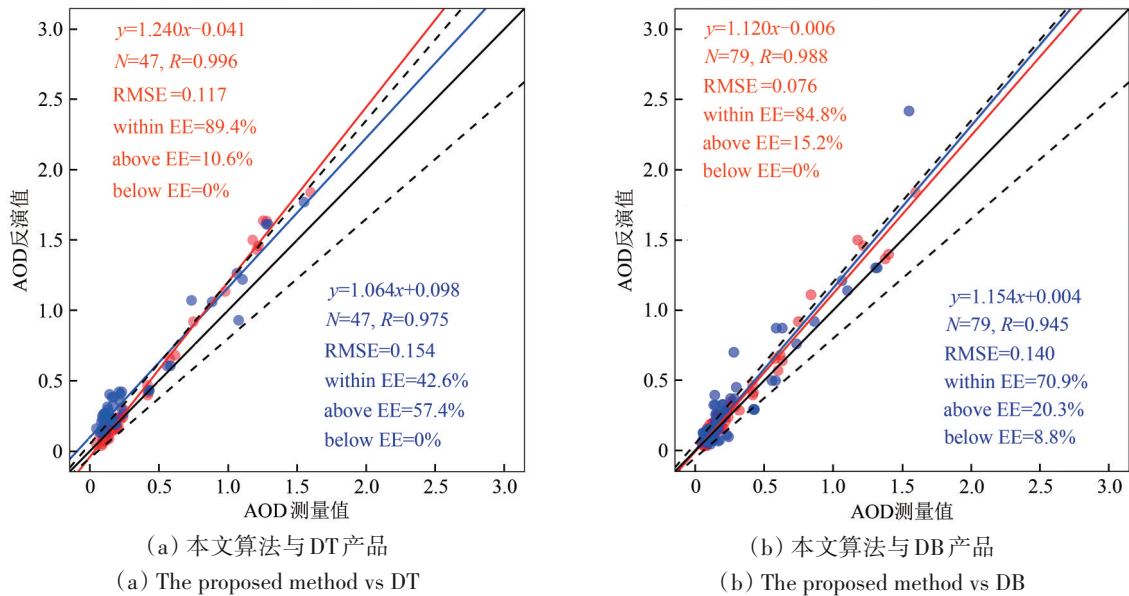 3.0
2.5
2.0
1.5
1.0
0.5
0
AOD反演值
y=1.240x−0.041
N=47, R=0.996
RMSE=0.117
within EE=89.4%
above EE=10.6%
below EE=0%
y=1.064x+0.098
N=47, R=0.975
RMSE=0.154
within EE=42.6%
above EE=57.4%
below EE=0%
0 0.5 1.0 1.5 2.0 2.5 3.0
AOD测量值
(a) 本文算法与DT产品
(a) The proposed method vs DT
3.0
2.5
2.0
1.5
1.0
0.5
0
AOD反演值
y=1.120x−0.006
N=79, R=0.988
RMSE=0.076
within EE=84.8%
above EE=15.2%
below EE=0%
y=1.154x+0.004
N=79, R=0.945
RMSE=0.140
within EE=70.9%
above EE=20.3%
below EE=8.8%
0 0.5 1.0 1.5 2.0 2.5 3.0
AOD测量值
(b) 本文算法与DB产品
(b) The proposed method vs DB